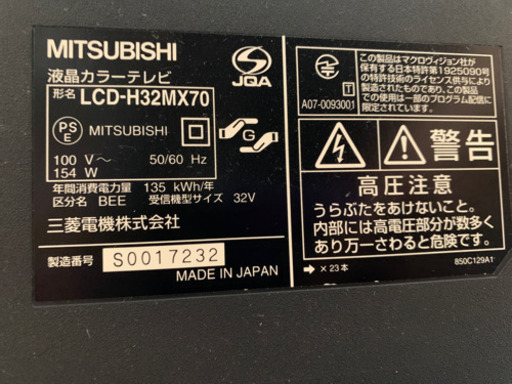 MITSUBISHI
液晶カラーテレビ
形名 LCD-H32MX70
JQA
PS E MITSUBISHI
G
100 V～ 50/60 Hz
154 W
年間消費電力量 135 kWh/年
区分名 BEE 受信機型サイズ 32V
三菱電機株式会社
製造番号 S0017232
MADE IN JAPAN
T
A07-0093001
この製品はマクロヴィジョン社が
保有する日本特許第1925090号
の特許技術のライセンス供与により
製造されたものであり、この製品
での使用は一部のプログラム配信に
限定されます。
警告
高圧注意
うらぶたをあけないこと。
内部には高電圧部分が数多く
あり万一さわると危険です。
→ × 23 本
850C129A1